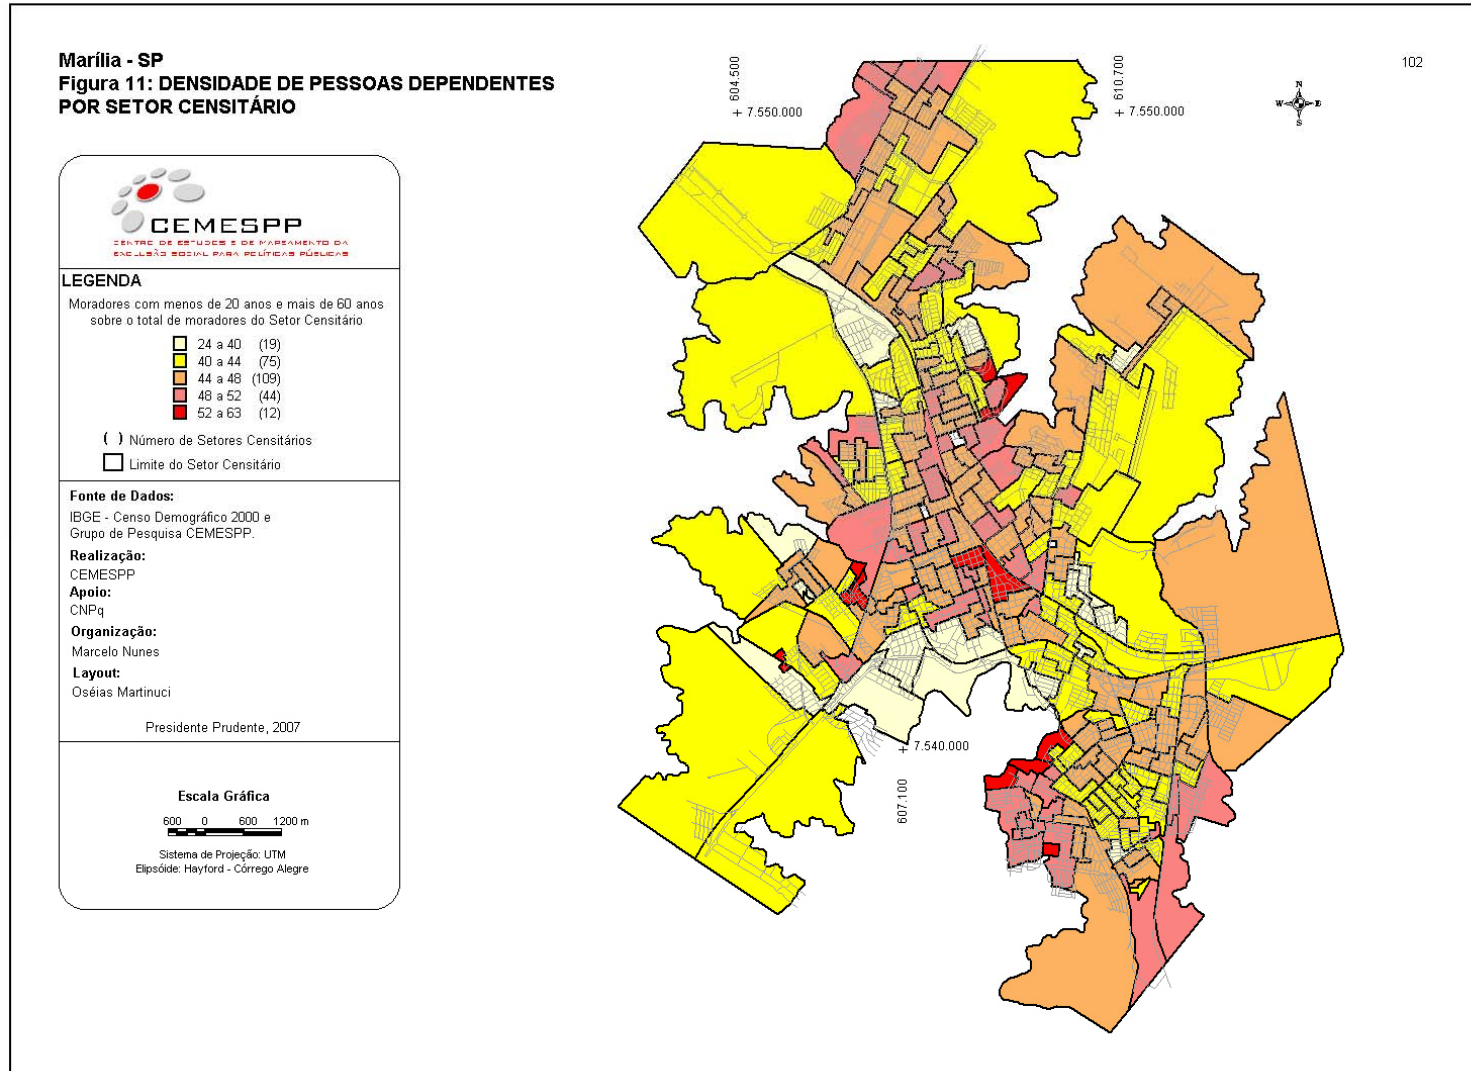 Marília - SP
Figura 11: DENSIDADE DE PESSOAS DEPENDENTES
POR SETOR CENSITÁRIO
102
604.500
+ 7.550.000
610.700
+ 7.550.000
N
W E
S
CEMESPP
CENTRO DE ESTUDOS E DE MAPEAMENTO DA
EXCLUSÃO SOCIAL PARA POLÍTICAS PÚBLICAS
LEGENDA
Moradores com menos de 20 anos e mais de 60 anos
sobre o total de moradores do Setor Censitário
24 a 40 (19)
40 a 44 (75)
44 a 48 (109)
48 a 52 (44)
52 a 63 (12)
( ) Número de Setores Censitários
Limite do Setor Censitário
Fonte de Dados:
IBGE - Censo Demográfico 2000 e
Grupo de Pesquisa CEMESPP.
Realização:
CEMESPP
Apoio:
CNPq
Organização:
Marcelo Nunes
Layout:
Oséias Martinuci
Presidente Prudente, 2007
+ 7.540.000
607.100
Escala Gráfica
600 0 600 1200 m
Sistema de Projeção: UTM
Elipsóide: Hayford - Córrego Alegre